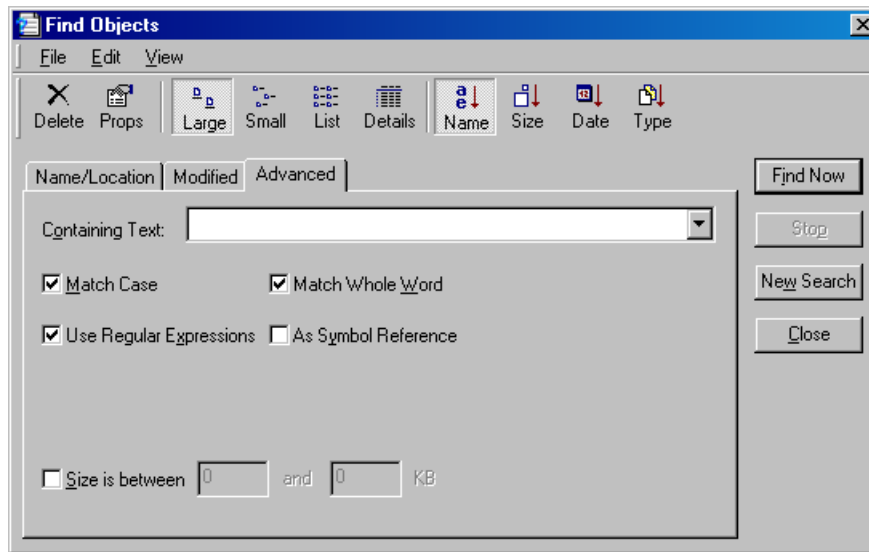 Find Objects
File Edit View
Delete Props Large Small List Details Name Size Date Type
Name/Location Modified Advanced
Find Now
Containing Text:
Stop
Match Case Match Whole Word
New Search
Use Regular Expressions As Symbol Reference
Close
Size is between 0 and 0 KB